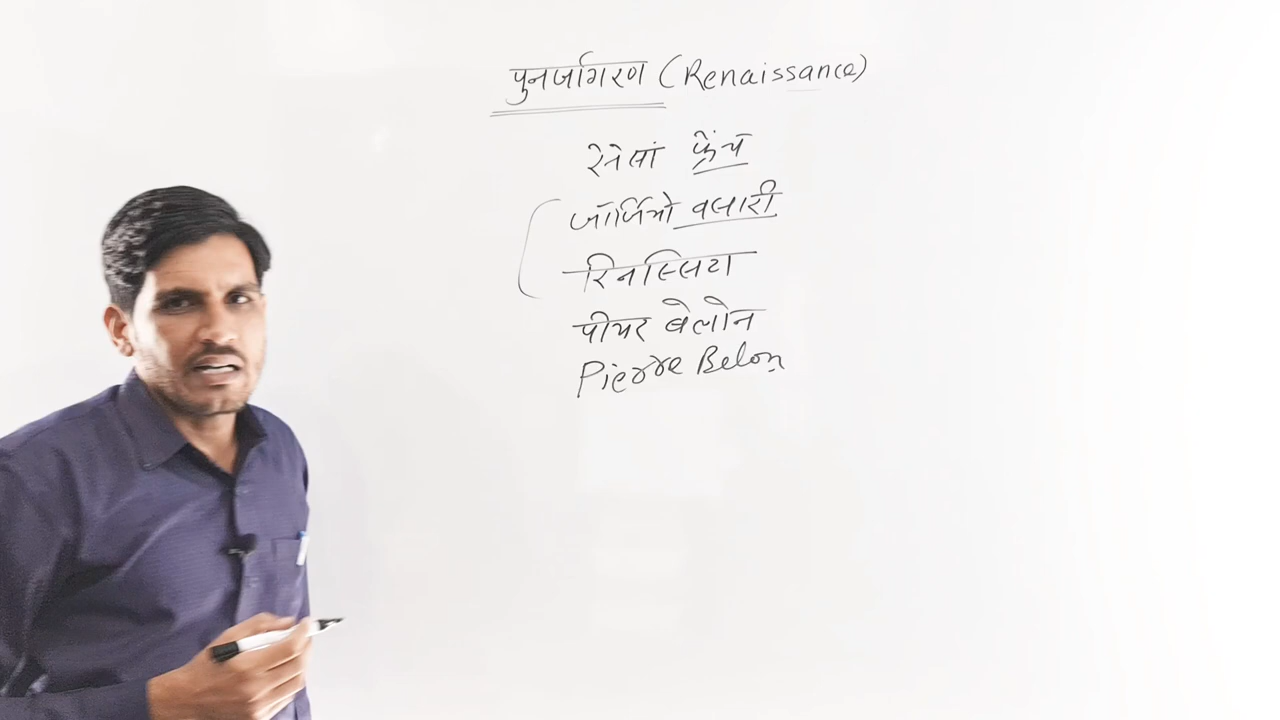 पुनर्जागरण (Renaissance)
रेनेसां फ्रेंच
जॉर्जियो वसारी
रिनास्सिटा
पीयर बेलोन
Pierre Belon